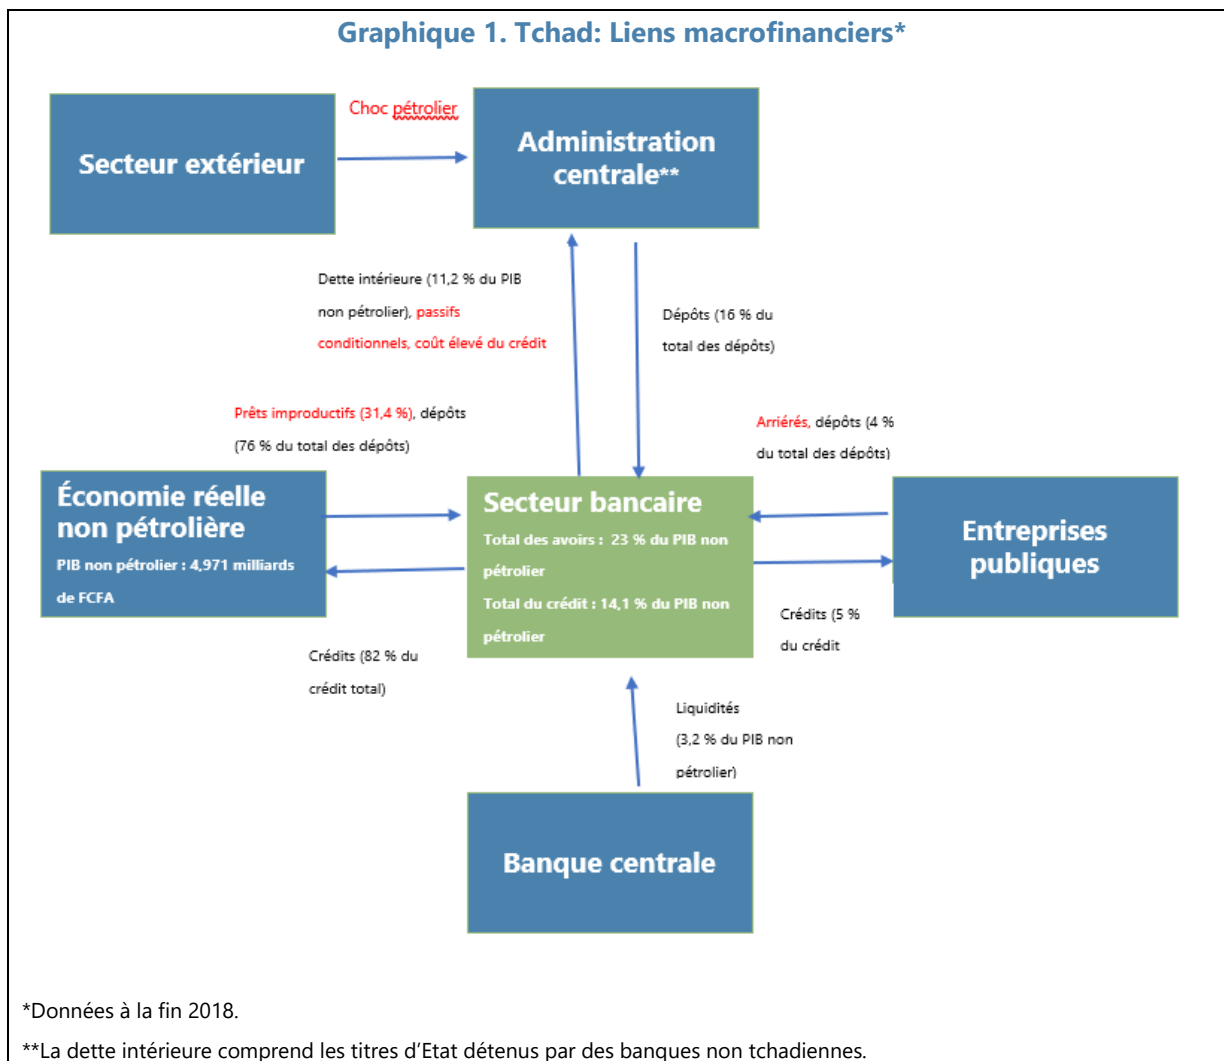 Graphique 1. Tchad: Liens macrofinanciers*
Choc pétrolier
Secteur extérieur
Administration
centrale**
Dette intérieure (11,2 % du PIB
non pétrolier), passifs
conditionnels, coût élevé du crédit
Dépôts (16 % du
total des dépôts)
Prêts improductifs (31,4 %), dépôts
(76 % du total des dépôts)
Arriérés, dépôts (4 %
du total des dépôts)
Économie réelle
non pétrolière
PIB non pétrolier : 4,971 milliards
de FCFA
Secteur bancaire
Total des avoirs : 23 % du PIB non
pétrolier
Total du crédit : 14,1 % du PIB non
pétrolier
Entreprises
publiques
Crédits (82 % du
crédit total)
Crédits (5 %
du crédit
Liquidités
(3,2 % du PIB non
pétrolier)
Banque centrale
*Données à la fin 2018.
**La dette intérieure comprend les titres d'Etat détenus par des banques non tchadiennes.